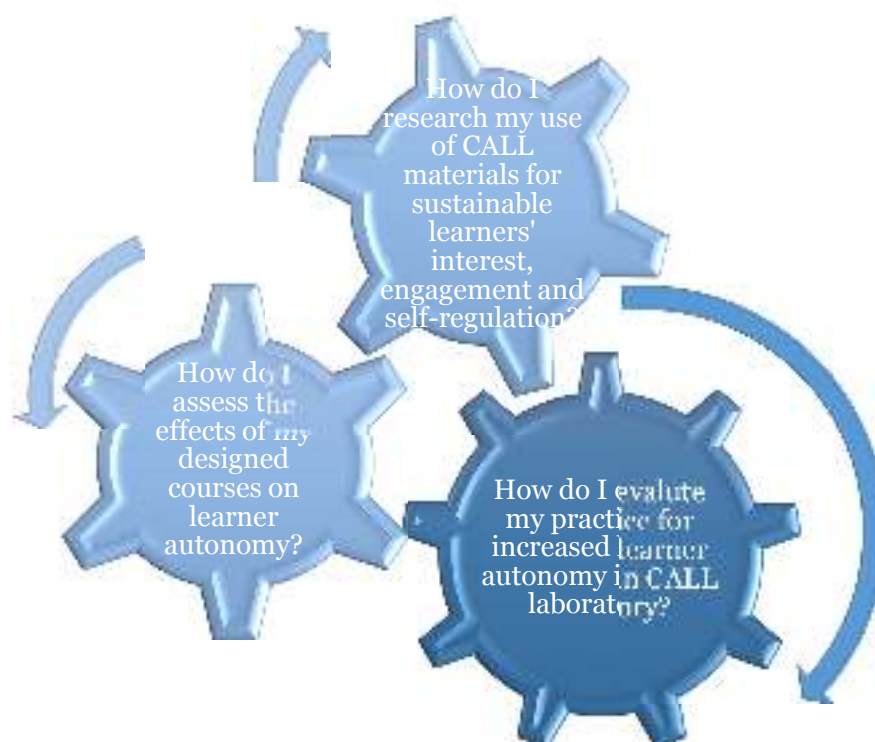 How do I
research my use
of CALL
materials for
sustainable
learners'
interest,
engagement and
self-regulation?
How do I
assess the
effects of my
designed
courses on
learner
autonomy?
How do I evalute
my practice for
increased learner
autonomy in CALL
laboratory?